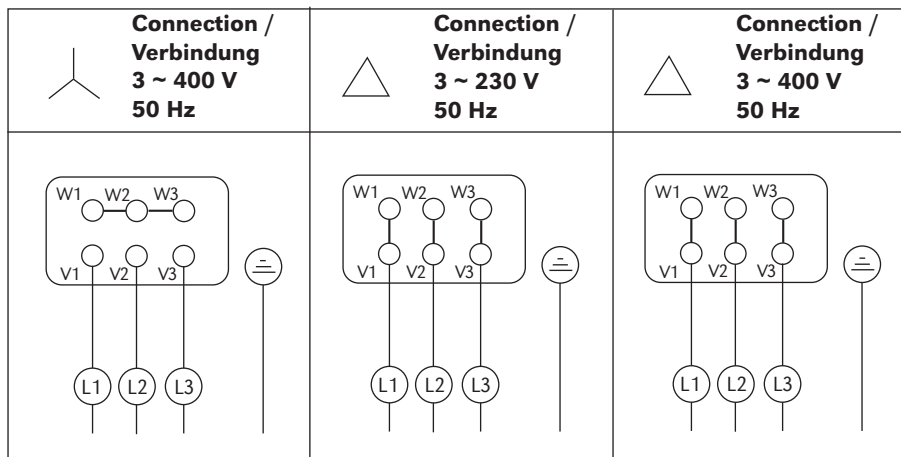 Connection /
Verbindung
3 ~ 400 V
50 Hz
Connection /
Verbindung
3 ~ 230 V
50 Hz
Connection /
Verbindung
3 ~ 400 V
50 Hz
W1 W2 W3
V1 V2 V3
L1 L2 L3
W1 W2 W3
V1 V2 V3
L1 L2 L3
W1 W2 W3
V1 V2 V3
L1 L2 L3